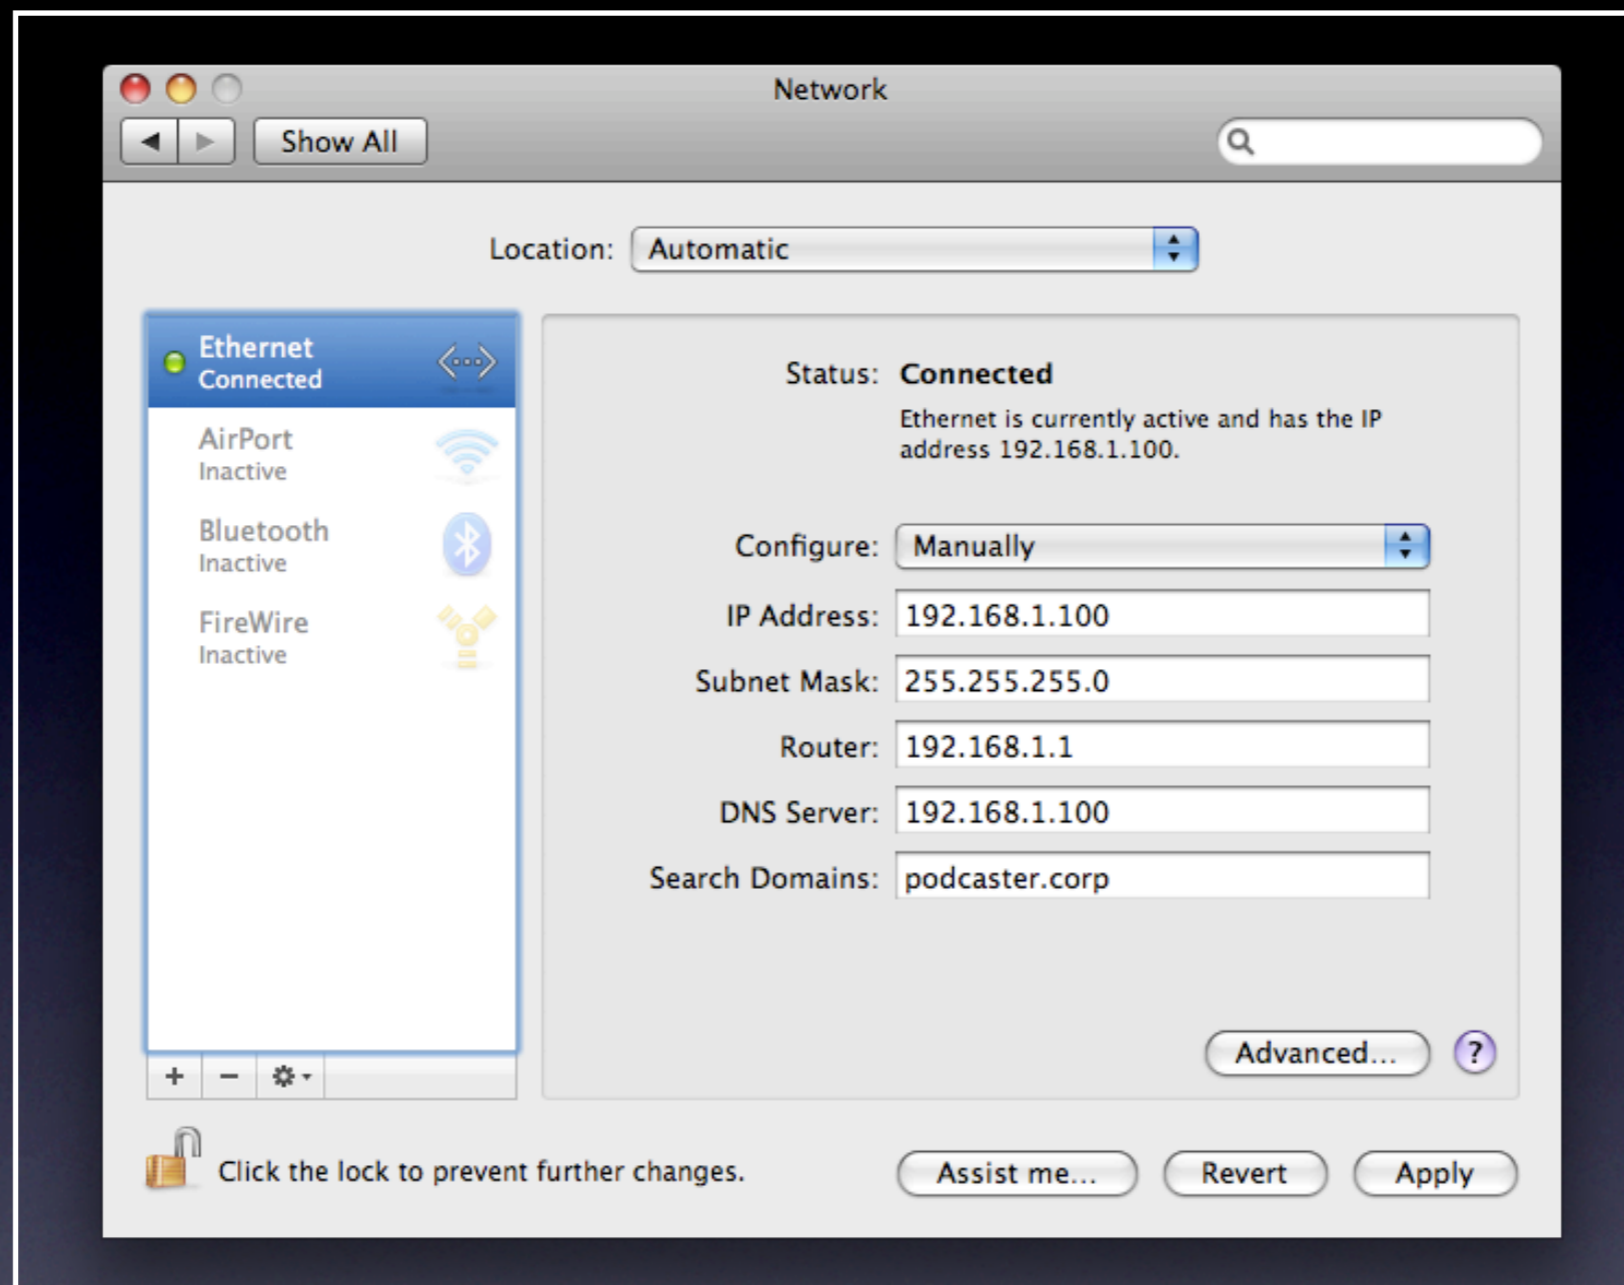 Network
Show All
Location: Automatic
Ethernet
Connected
AirPort
Inactive
Bluetooth
Inactive
FireWire
Inactive
Status: Connected
Ethernet is currently active and has the IP
address 192.168.1.100.
Configure: Manually
IP Address: 192.168.1.100
Subnet Mask: 255.255.255.0
Router: 192.168.1.1
DNS Server: 192.168.1.100
Search Domains: podcaster.corp
Advanced... ?
Click the lock to prevent further changes.
Assist me... Revert Apply